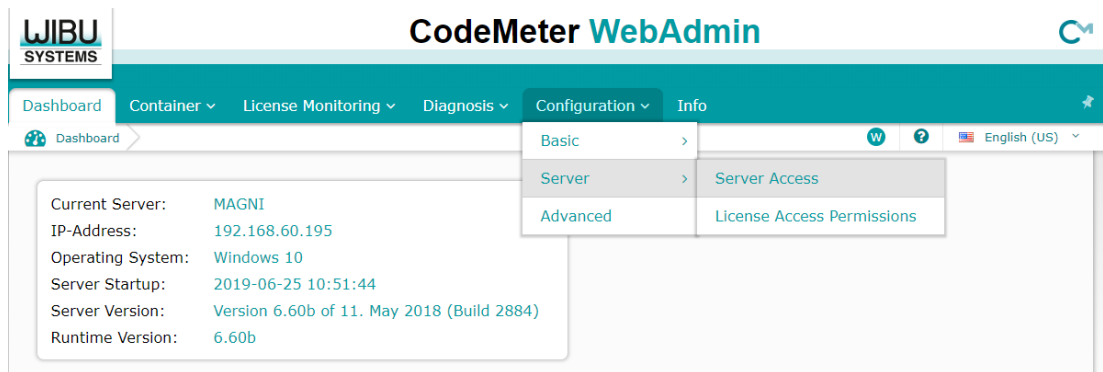 WIBU
SYSTEMS
CodeMeter WebAdmin
CM
Dashboard Container License Monitoring Diagnosis Configuration Info
Dashboard
W ? English (US)
Basic
Server
Advanced
Server Access
License Access Permissions
Current Server: MAGNI
IP-Address: 192.168.60.195
Operating System: Windows 10
Server Startup: 2019-06-25 10:51:44
Server Version: Version 6.60b of 11. May 2018 (Build 2884)
Runtime Version: 6.60b